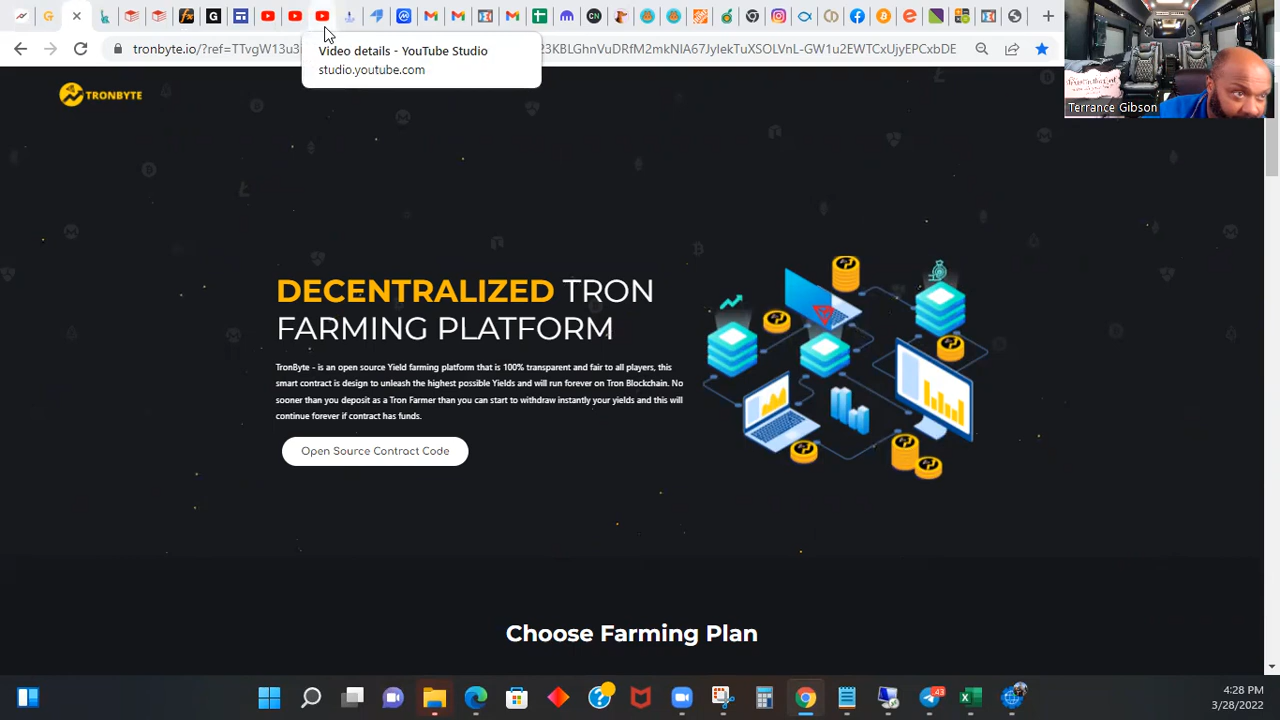 tronbyte.io/?ref=TTvgW13u3
23KBLGhnVuDRfM2mkNIA67JyIekTuXSOLVnL-GW1u2EWTCxUjyEPCxbDE
Video details - YouTube Studio
studio.youtube.com
Terrance Gibson
TRONBYTE
DECENTRALIZED TRON
FARMING PLATFORM
TronByte - is an open source Yield farming platform that is 100% transparent and fair to all players, this
smart contract is design to unleash the highest possible Yields and will run forever on Tron Blockchain. No
sooner than you deposit as a Tron Farmer than you can start to withdraw instantly your yields and this will
continue forever if contract has funds.
Open Source Contract Code
Choose Farming Plan
43
4:28 PM
3/28/2022